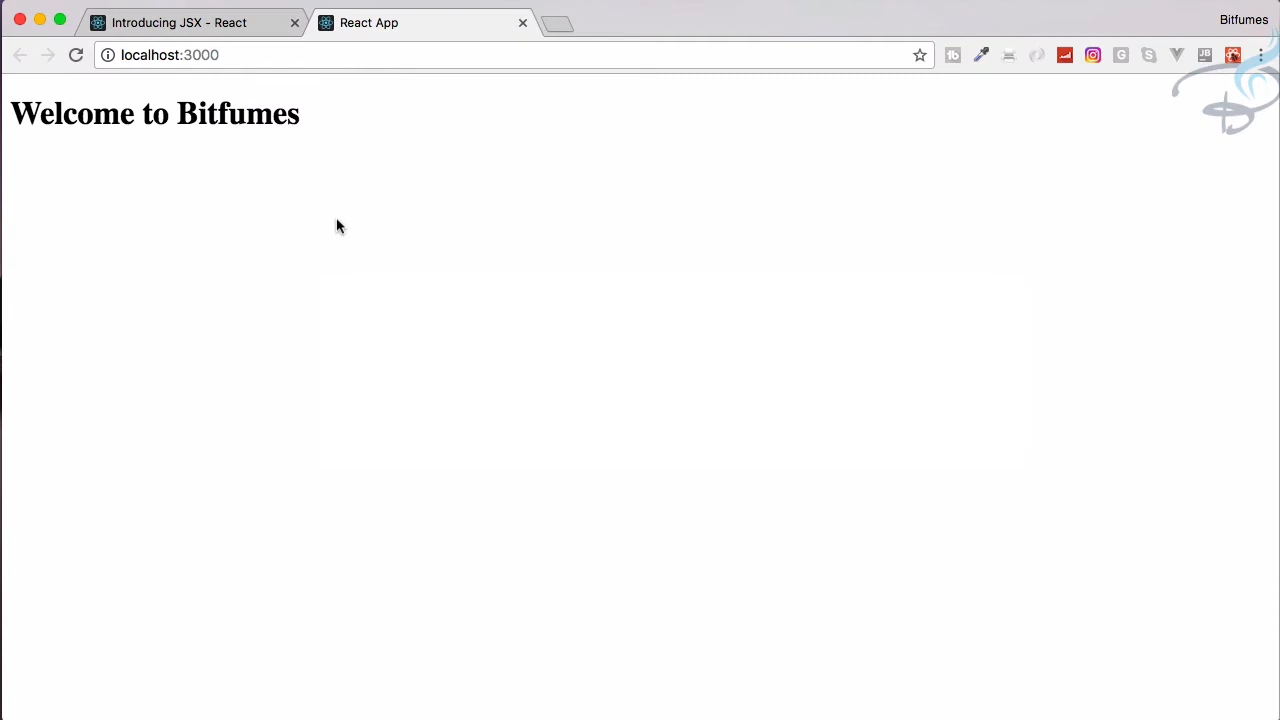 Introducing JSX - React
React App
Bitfumes
localhost:3000
Welcome to Bitfumes